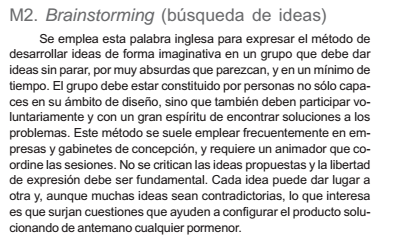 M2. Brainstorming (búsqueda de ideas)
Se emplea esta palabra inglesa para expresar el método de
desarrollar ideas de forma imaginativa en un grupo que debe dar
ideas sin parar, por muy absurdas que parezcan, y en un mínimo de
tiempo. El grupo debe estar constituido por personas no sólo capa-
ces en su ámbito de diseño, sino que también deben participar vo-
luntariamente y con un gran espíritu de encontrar soluciones a los
problemas. Este método se suele emplear frecuentemente en em-
presas y gabinetes de concepción, y requiere un animador que co-
ordine las sesiones. No se critican las ideas propuestas y la libertad
de expresión debe ser fundamental. Cada idea puede dar lugar a
otra y, aunque muchas ideas sean contradictorias, lo que interesa
es que surjan cuestiones que ayuden a configurar el producto solu-
cionando de antemano cualquier pormenor.